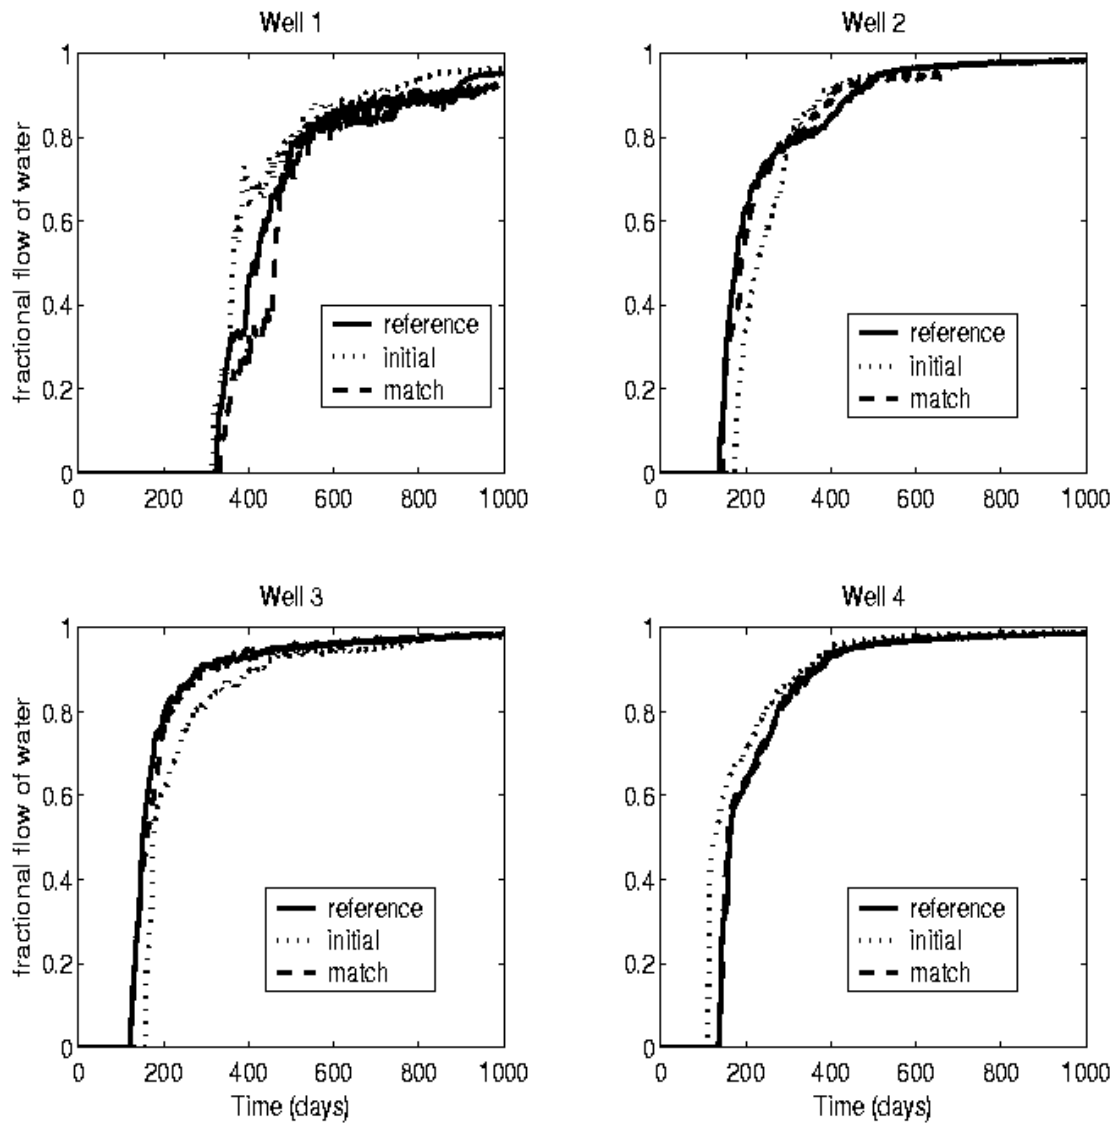 Well 1
Well 2
1
0.8
0.6
0.4
0.2
0
fractional flow of water
reference
initial
match
0 200 400 600 800 1000
1
0.8
0.6
0.4
0.2
0
reference
initial
match
0 200 400 600 800 1000
Well 3
Well 4
1
0.8
0.6
0.4
0.2
0
fractional flow of water
reference
initial
match
0 200 400 600 800 1000
Time (days)
1
0.8
0.6
0.4
0.2
0
reference
initial
match
0 200 400 600 800 1000
Time (days)